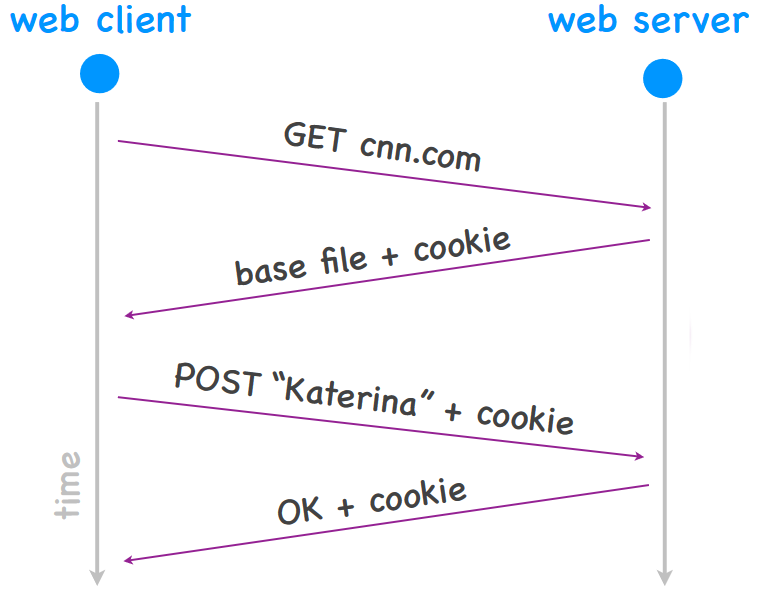 web client
web server
GET cnn.com
base file + cookie
POST “Katerina” + cookie
OK + cookie
time